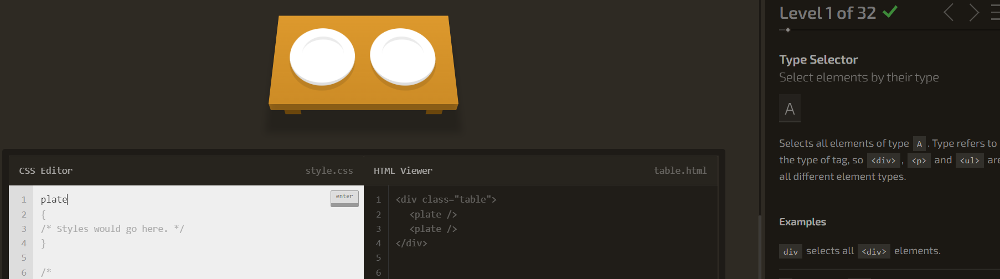 Level 1 of 32
Type Selector
Select elements by their type
A
Selects all elements of type A . Type refers to
the type of tag, so <div> , <p> and <ul> are
all different element types.
Examples
div selects all <div> elements.
CSS Editor
style.css
1 plate
enter
2 {
3 /* Styles would go here. */
4 }
5
6 /*
HTML Viewer
table.html
1 <div class="table">
2 <plate />
3 <plate />
4 </div>
5
6